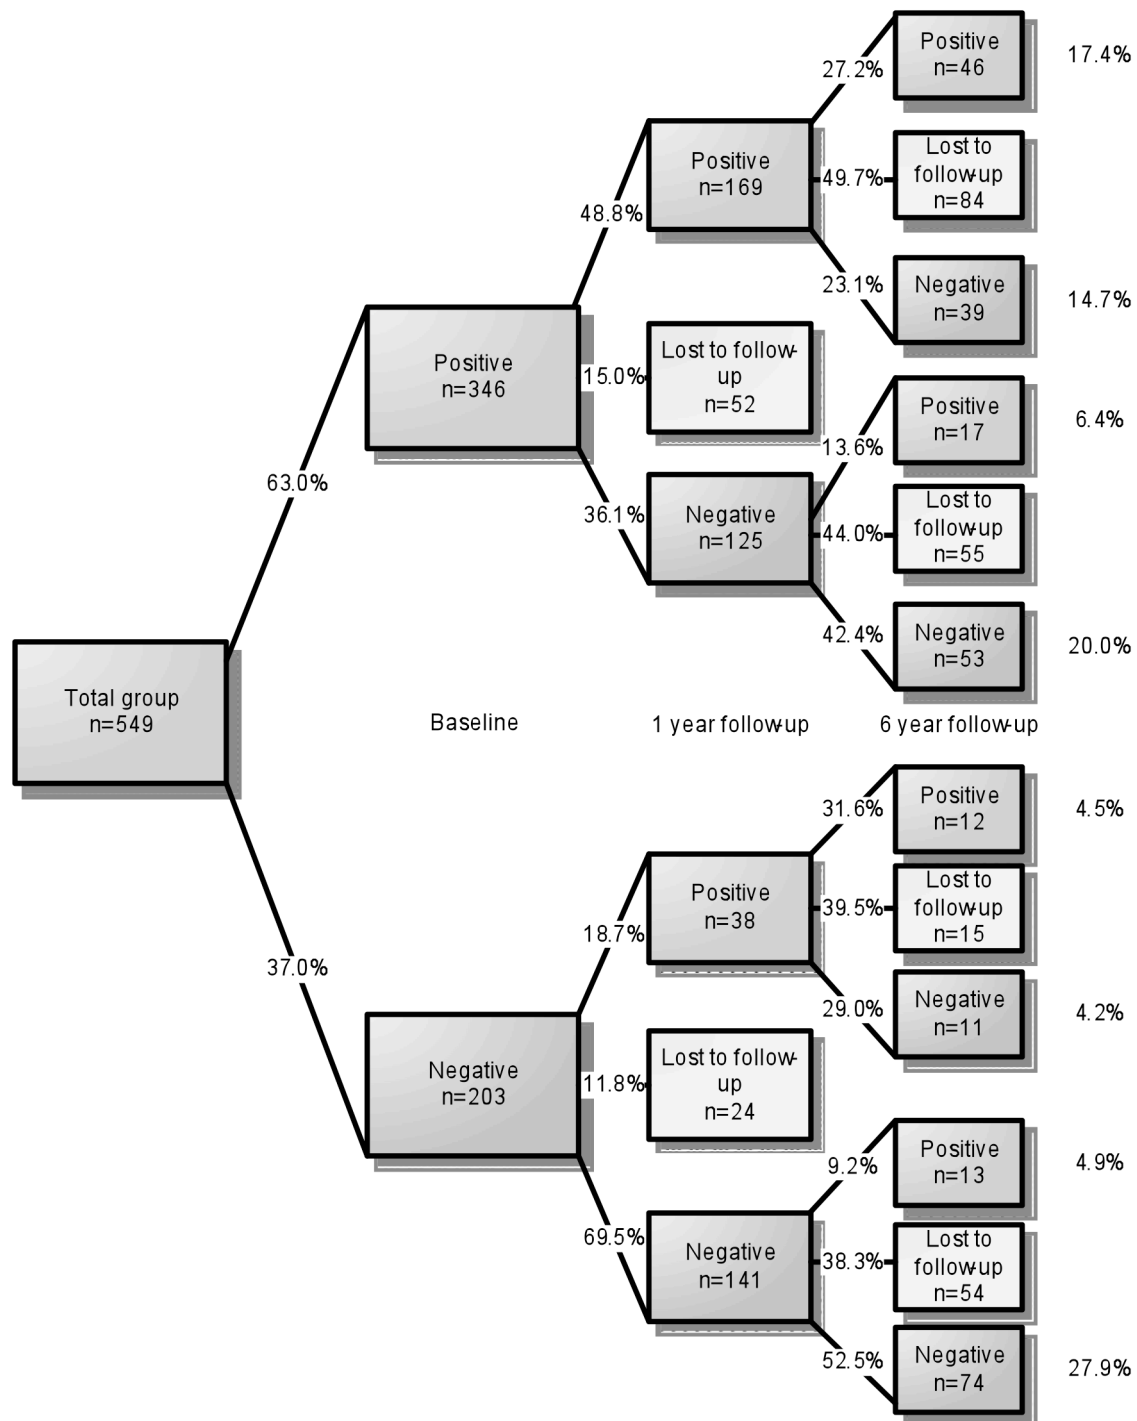 Positive
n=46
17.4%
27.2%
Positive
n=169
Lost to
follow-up
n=84
49.7%
48.8%
23.1%
Negative
n=39
14.7%
Positive
n=346
Lost to follow-
up
n=52
15.0%
Positive
n=17
6.4%
13.6%
63.0%
36.1%
Negative
n=125
44.0%
Lost to
follow-up
n=55
42.4%
Negative
n=53
20.0%
Total group
n=549
Baseline
1 year follow-up
6 year follow-up
31.6%
Positive
n=12
4.5%
Positive
n=38
39.5%
Lost to
follow-up
n=15
18.7%
37.0%
29.0%
Negative
n=11
4.2%
Negative
n=203
11.8%
Lost to follow-
up
n=24
9.2%
Positive
n=13
4.9%
69.5%
Negative
n=141
38.3%
Lost to
follow-up
n=54
52.5%
Negative
n=74
27.9%